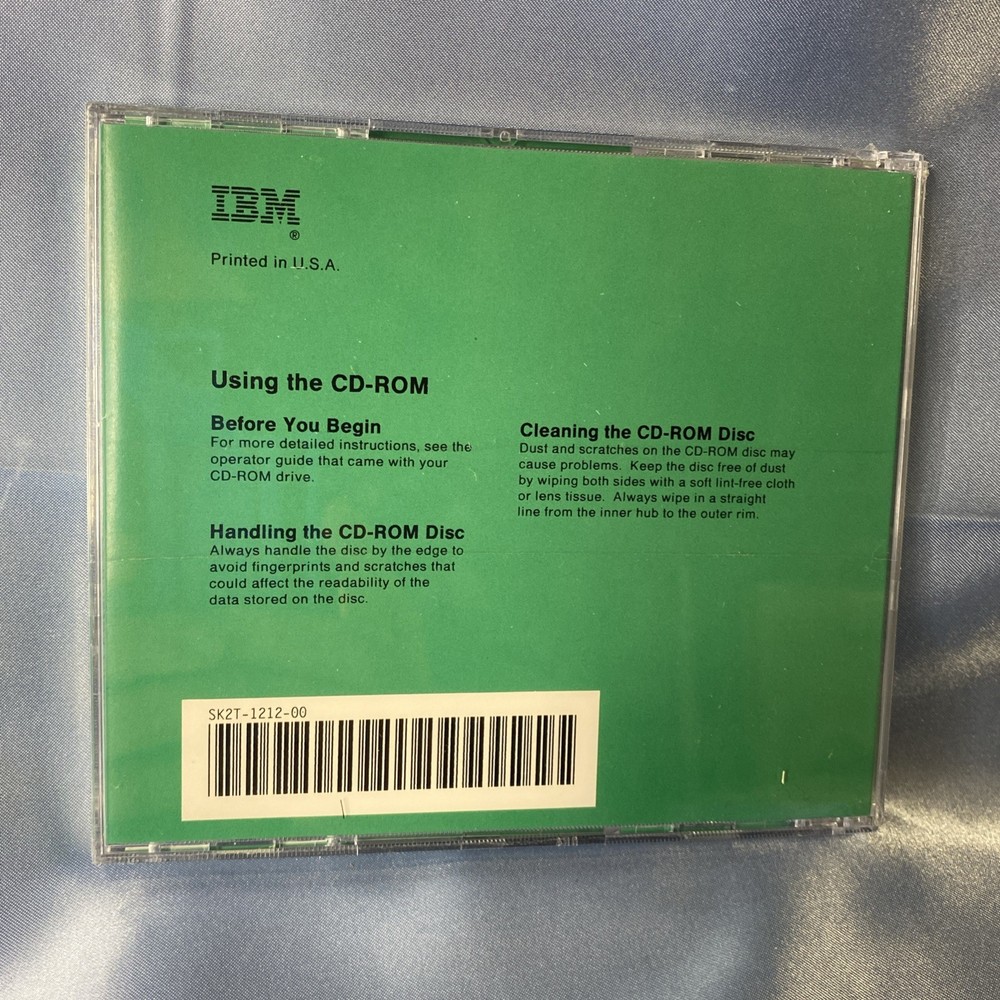 IBM
®
Printed in U.S.A.
Using the CD-ROM
Before You Begin
For more detailed instructions, see the
operator guide that came with your
CD-ROM drive.
Handling the CD-ROM Disc
Always handle the disc by the edge to
avoid fingerprints and scratches that
could affect the readability of the
data stored on the disc.
Cleaning the CD-ROM Disc
Dust and scratches on the CD-ROM disc may
cause problems.  Keep the disc free of dust
by wiping both sides with a soft lint-free cloth
or lens tissue.  Always wipe in a straight
line from the inner hub to the outer rim.
SK2T-1212-00